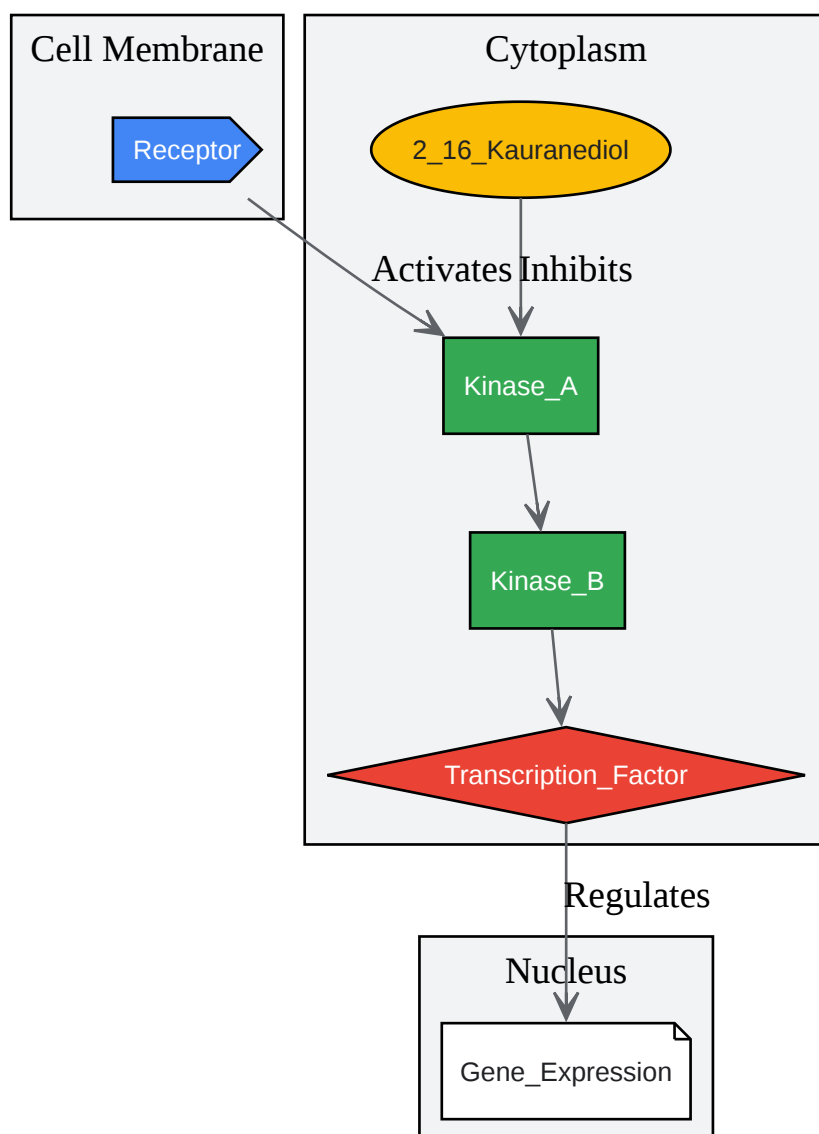 Cell Membrane
Cytoplasm
Receptor
2_16_Kauranediol
Activates
Inhibits
Kinase_A
Kinase_B
Transcription_Factor
Regulates
Nucleus
Gene_Expression